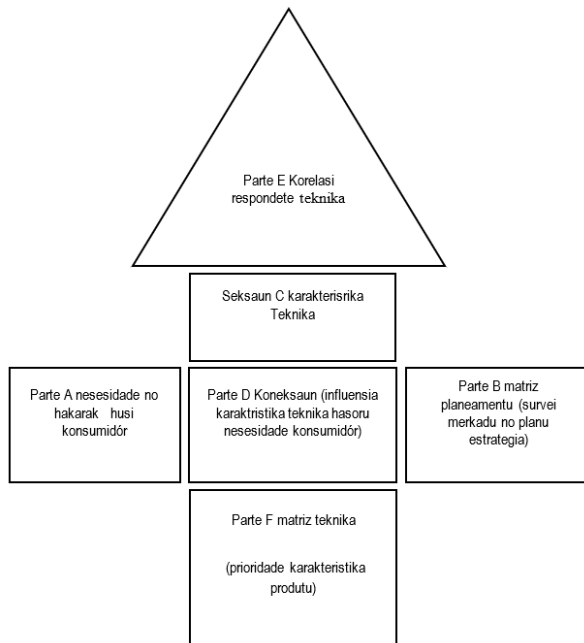 Parte E Korelasi
respondete teknika
Seksaun C karakterisrika
Teknika
Parte A nesesidade no
hakarak husi
konsumidór
Parte D Koneksaun (influensia
karaktristika teknika hasoru
nesesidade konsumidór)
Parte B matriz
planeamentu (survei
merkadu no planu
estrategia)
Parte F matriz teknika
(prioridade karakteristika
produtu)